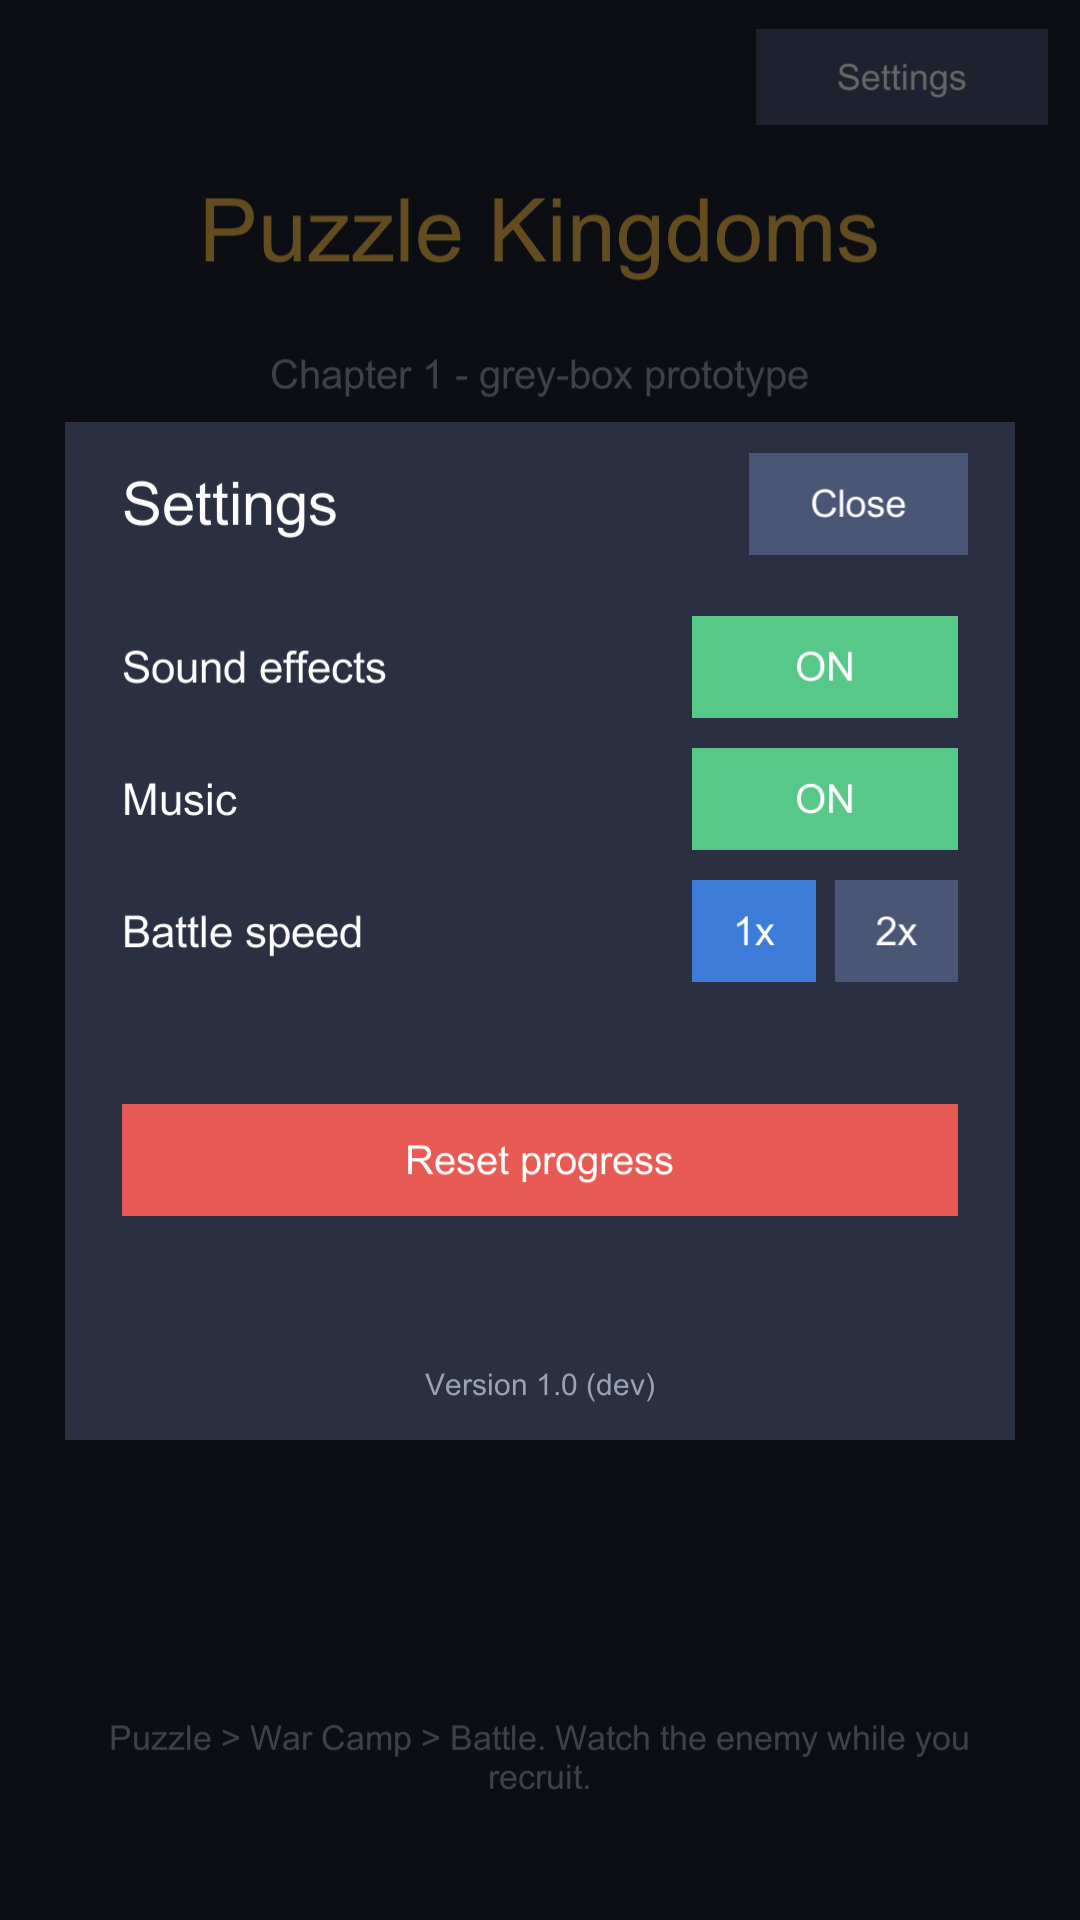 Settings
Puzzle Kingdoms
Chapter 1 - grey-box prototype
Settings
Close
Sound effects
ON
Music
ON
Battle speed
1x
2x
Reset progress
Version 1.0 (dev)
Puzzle > War Camp > Battle. Watch the enemy while you
recruit.